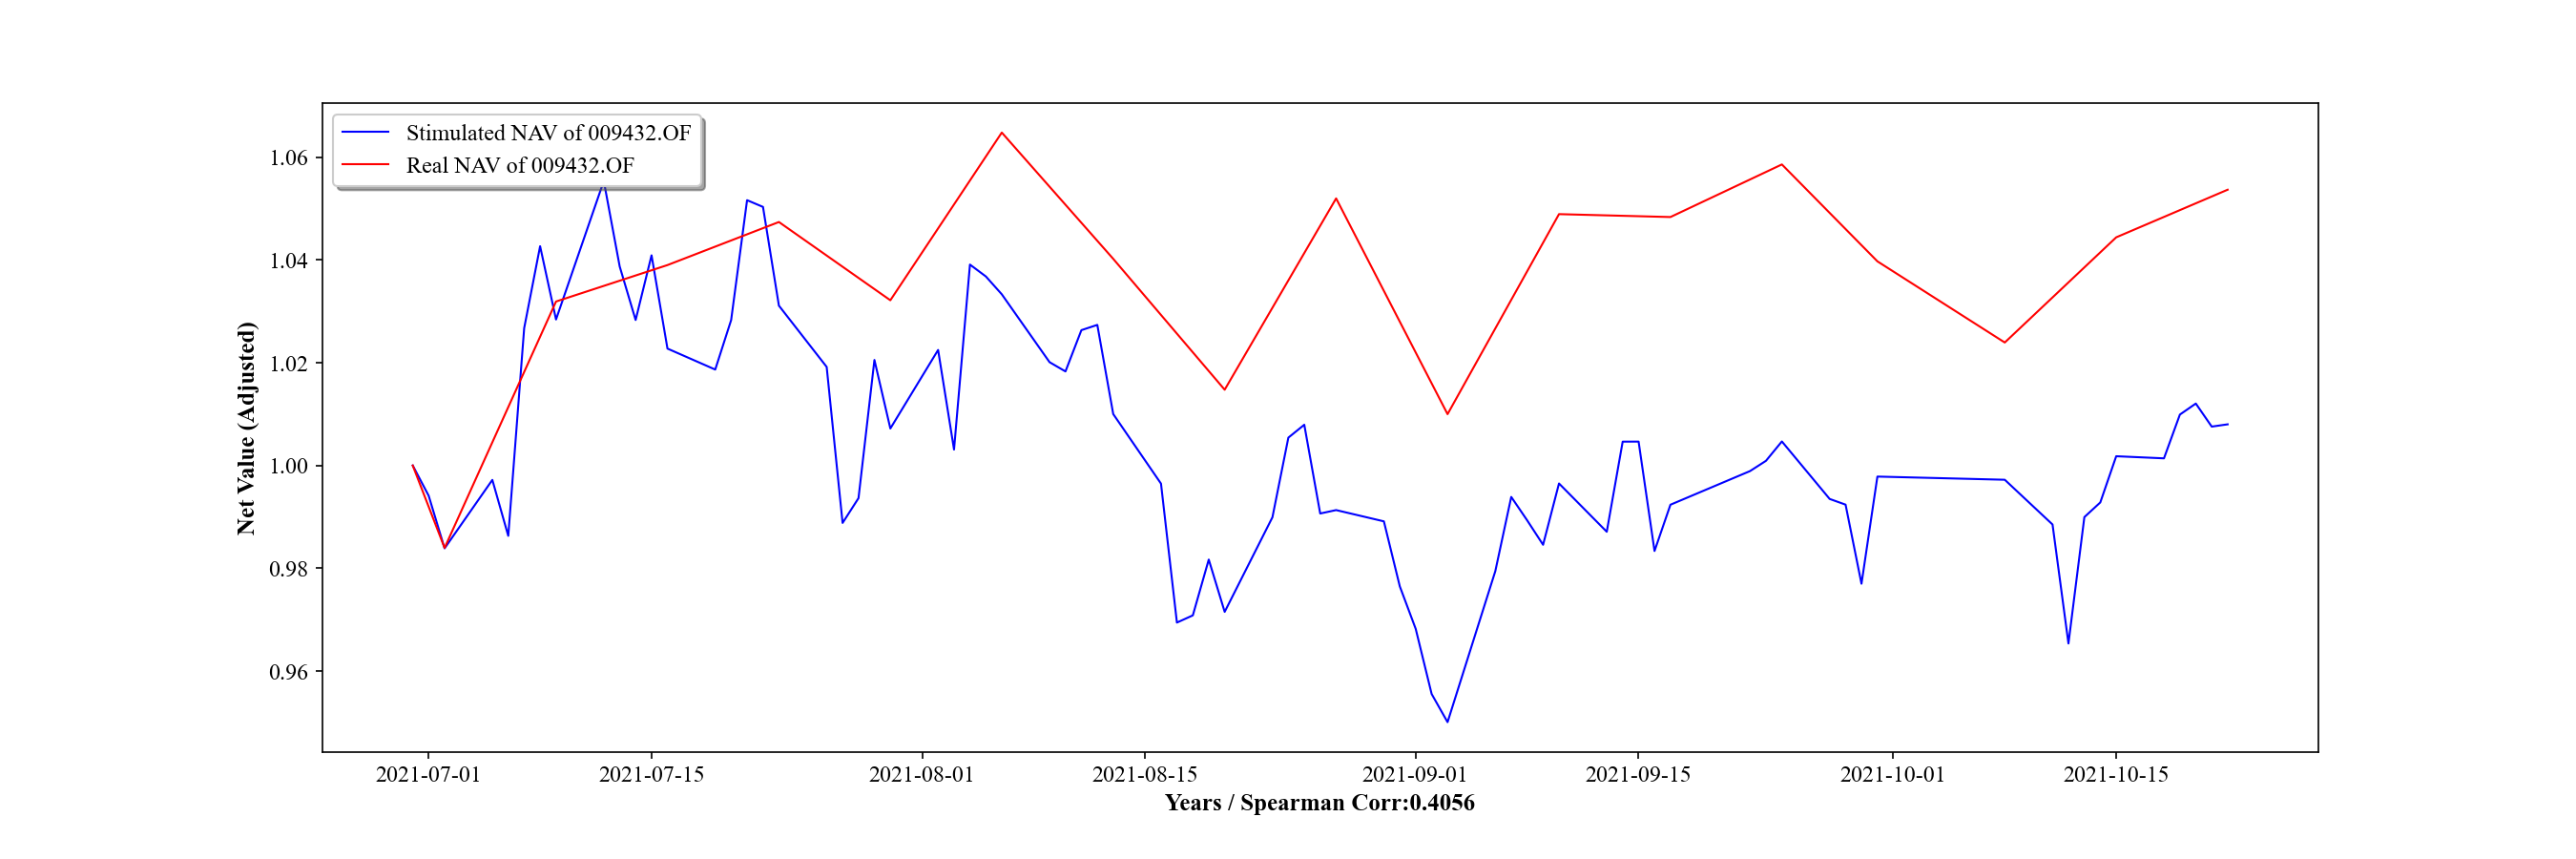 Stimulated NAV of 009432.OF
Real NAV of 009432.OF
1.06
1.04
1.02
1.00
0.98
0.96
Net Value (Adjusted)
2021-07-01 2021-07-15 2021-08-01 2021-08-15 2021-09-01 2021-09-15 2021-10-01 2021-10-15
Years / Spearman Corr:0.4056